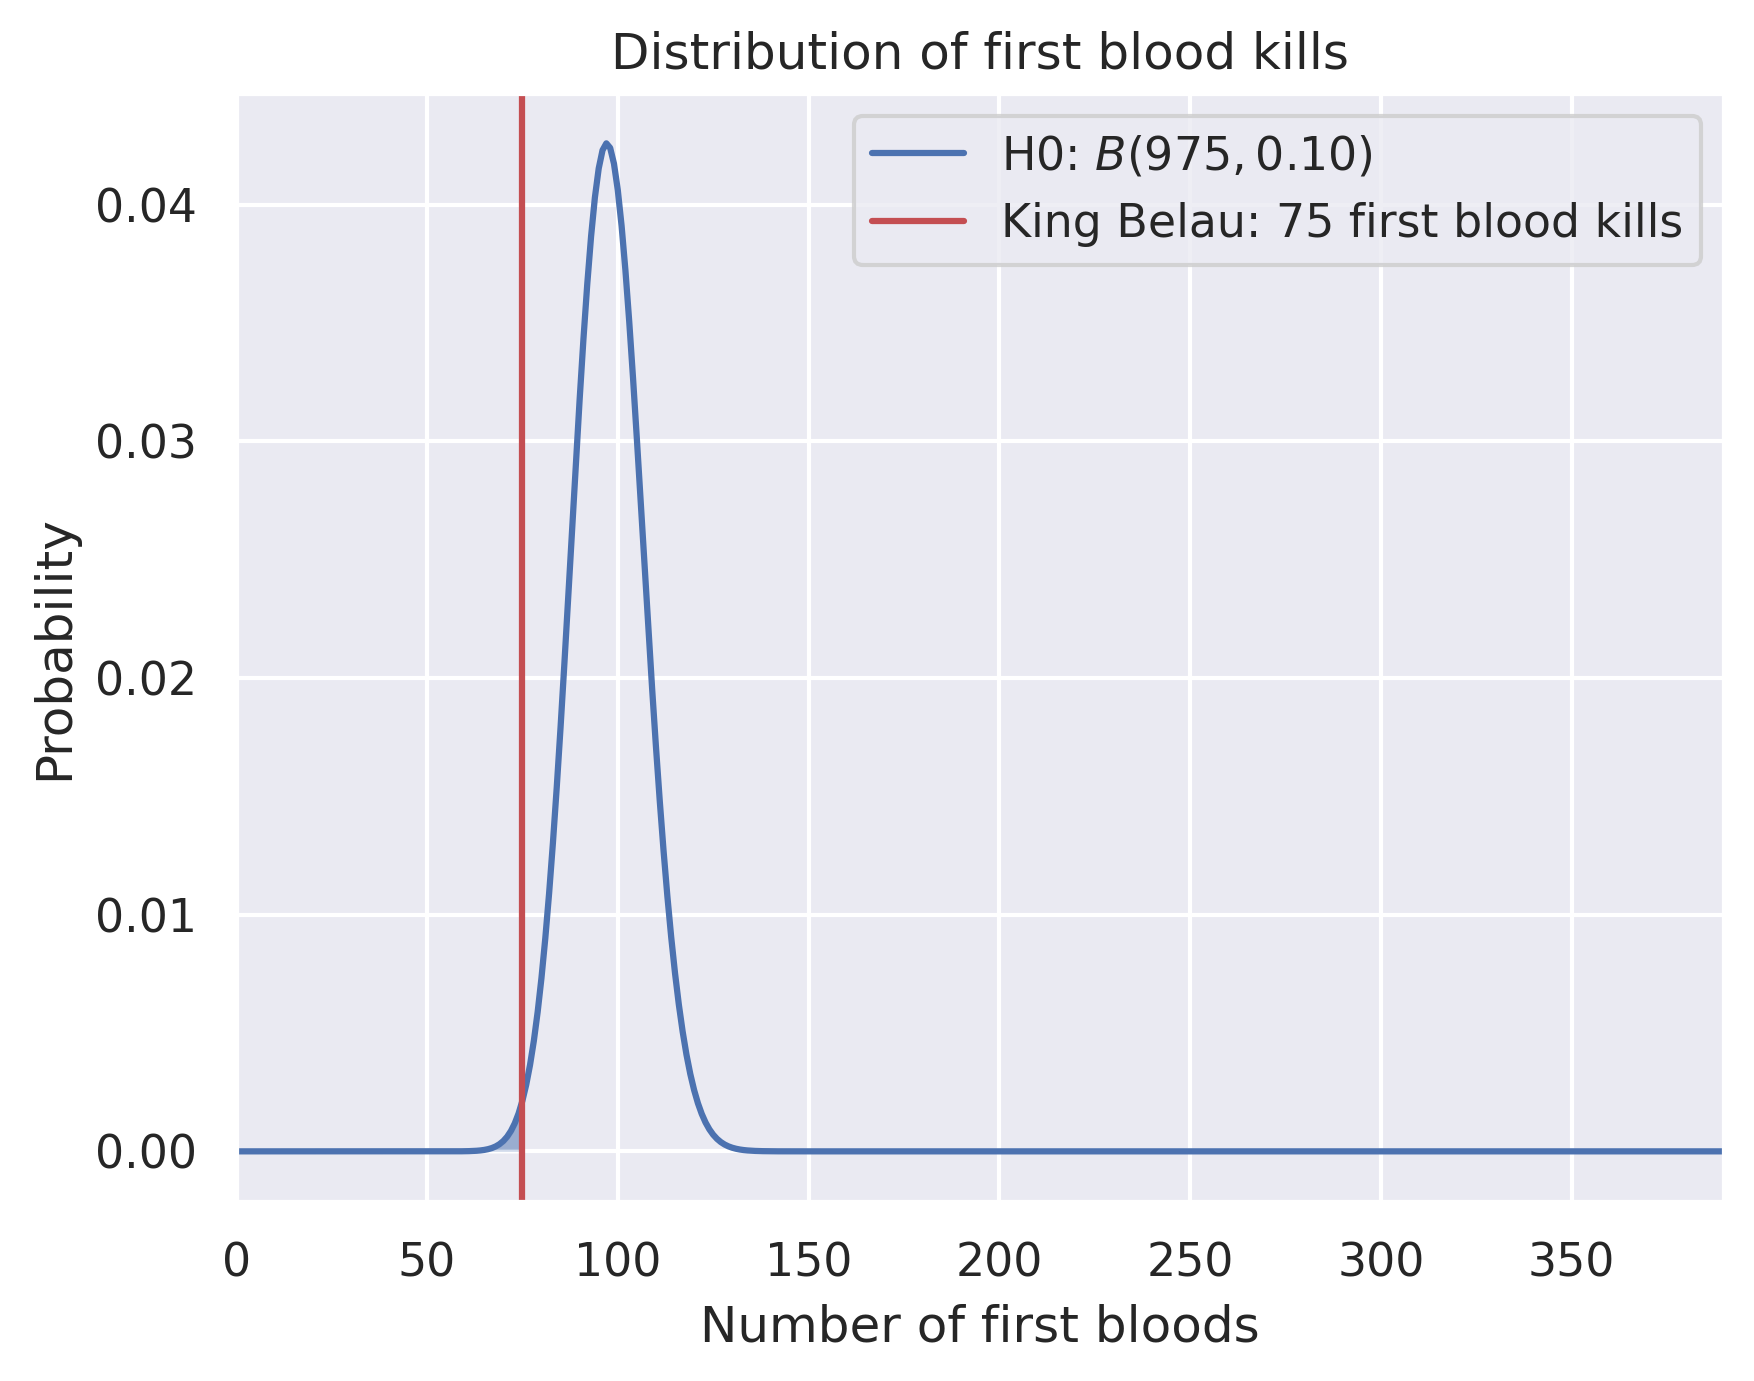 Distribution of first blood kills
H0: B(975, 0.10)
King Belau: 75 first blood kills
Probability
0.04
0.03
0.02
0.01
0.00
0 50 100 150 200 250 300 350
Number of first bloods